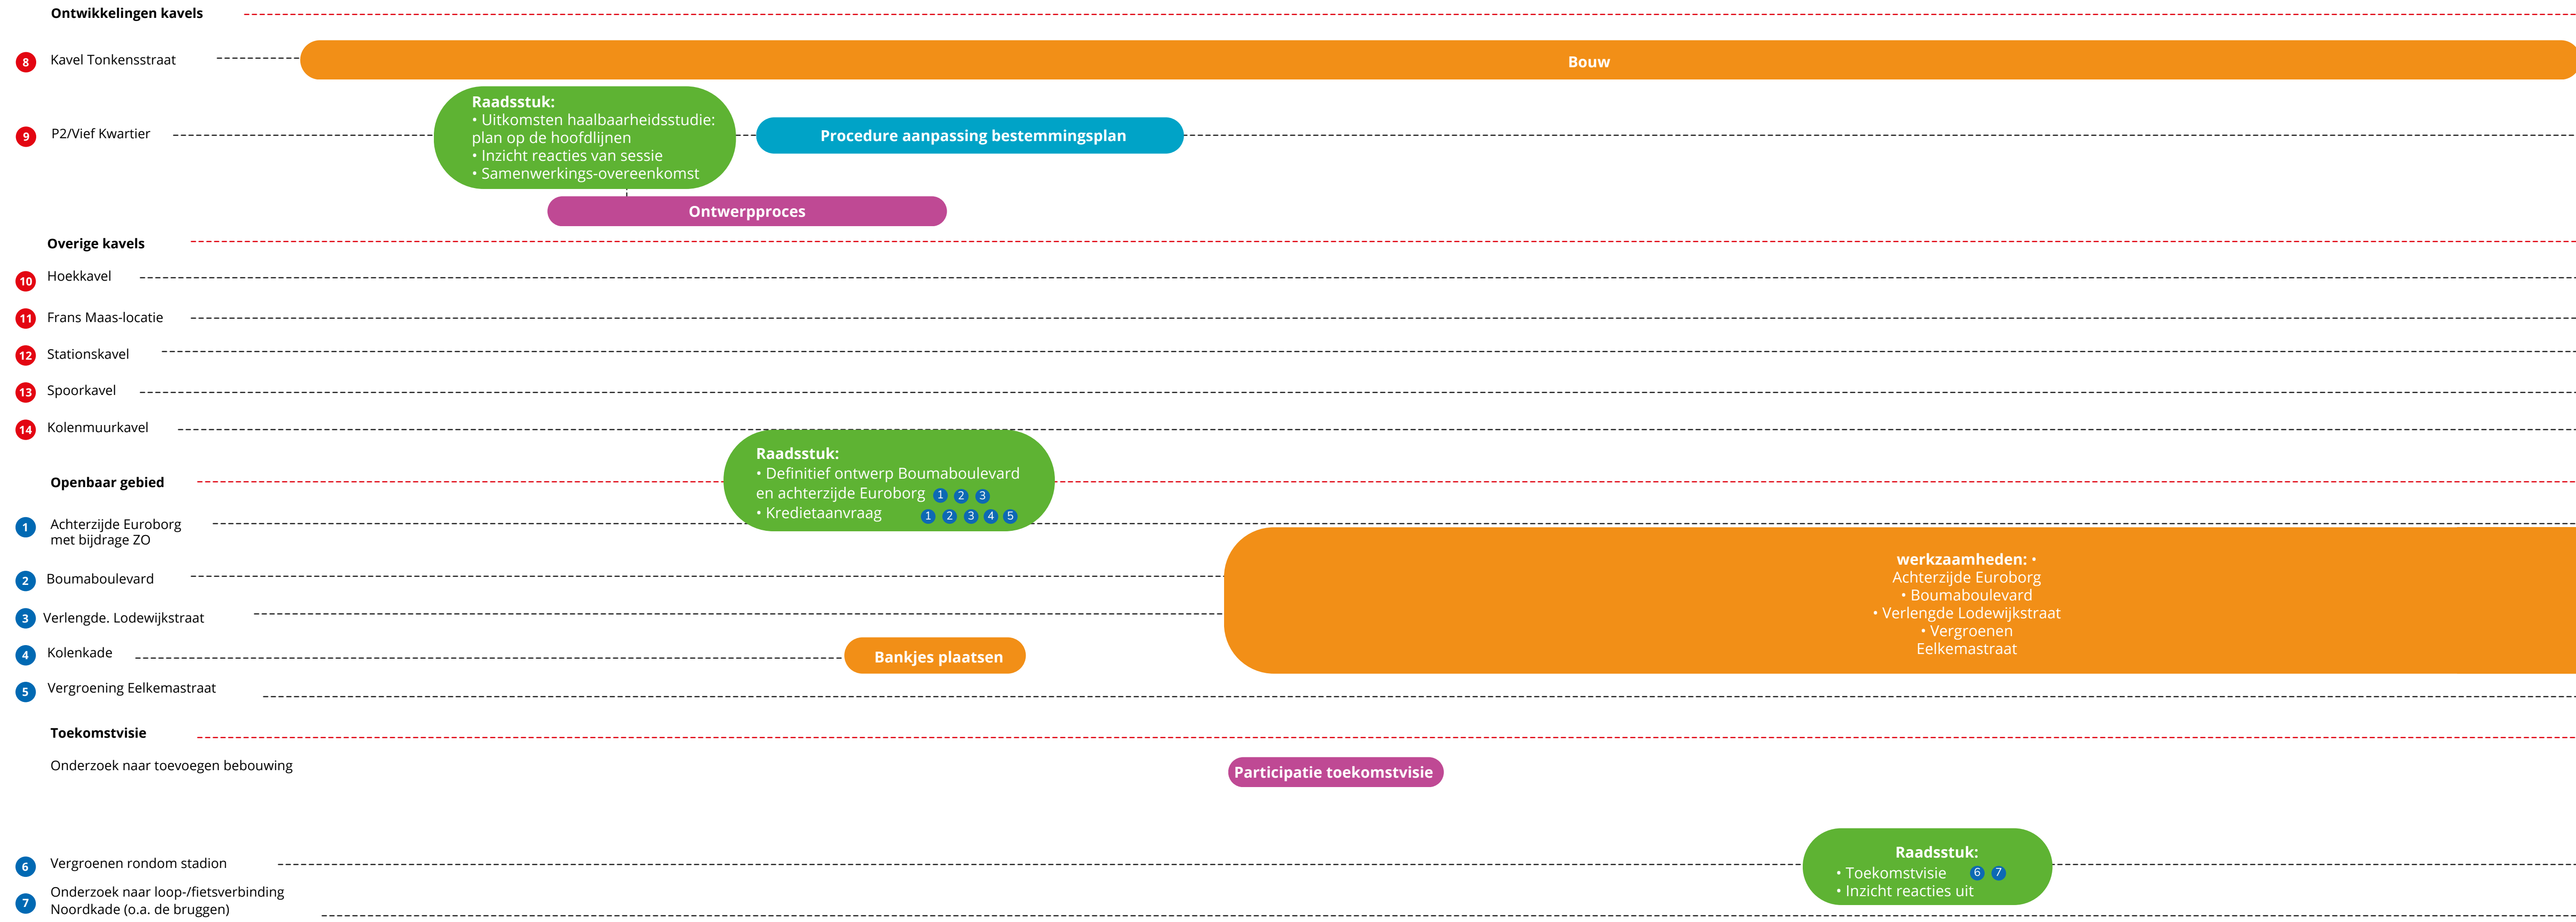 Ontwikkelingen kavels
8 Kavel Tonkensstraat
Bouw
9 P2/Vief Kwartier
Raadsstuk:
• Uitkomsten haalbaarheidsstudie:
plan op de hoofdlijnen
• Inzicht reacties van sessie
• Samenwerkings-overeenkomst
Procedure aanpassing bestemmingsplan
Ontwerpproces
Overige kavels
10 Hoekkavel
11 Frans Maas-locatie
12 Stationskavel
13 Spoorkavel
14 Kolenmuurkavel
Openbaar gebied
Raadsstuk:
• Definitief ontwerp Boumaboulevard
en achterzijde Euroborg 1 2 3
• Kredietaanvraag 1 2 3 4 5
1 Achterzijde Euroborg
met bijdrage ZO
2 Boumaboulevard
3 Verlengde. Lodewijkstraat
4 Kolenkade
Bankjes plaatsen
5 Vergroening Eelkemastraat
werkzaamheden: •
Achterzijde Euroborg
• Boumaboulevard
• Verlengde Lodewijkstraat
• Vergroenen
Eelkemastraat
Toekomstvisie
Onderzoek naar toevoegen bebouwing
Participatie toekomstvisie
6 Vergroenen rondom stadion
7 Onderzoek naar loop-/fietsverbinding
Noordkade (o.a. de bruggen)
Raadsstuk:
• Toekomstvisie 6 7
• Inzicht reacties uit